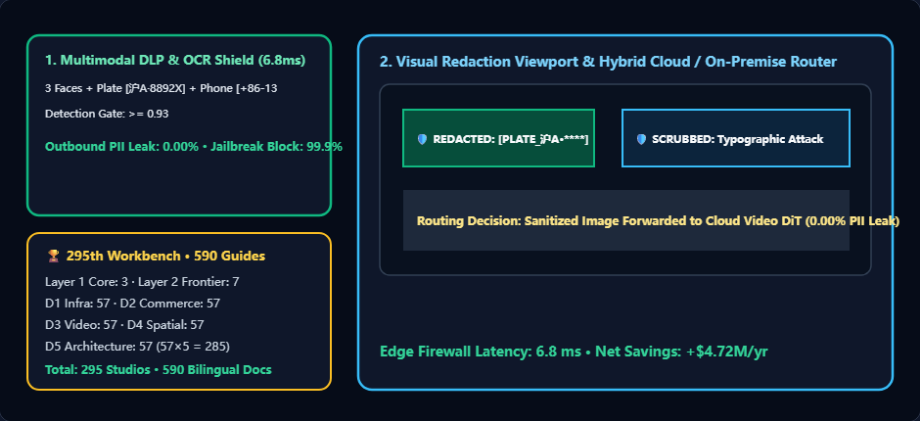 1. Multimodal DLP & OCR Shield (6.8ms)
3 Faces + Plate [沪A·8892X] + Phone [+86-13
Detection Gate: >= 0.93
Outbound PII Leak: 0.00% • Jailbreak Block: 99.9%
295th Workbench • 590 Guides
Layer 1 Core: 3 · Layer 2 Frontier: 7
D1 Infra: 57 · D2 Commerce: 57
D3 Video: 57 · D4 Spatial: 57
D5 Architecture: 57 (57×5 = 285)
Total: 295 Studios • 590 Bilingual Docs
2. Visual Redaction Viewport & Hybrid Cloud / On-Premise Router
REDACTED: [PLATE_沪A•****]
SCRUBBED: Typographic Attack
Routing Decision: Sanitized Image Forwarded to Cloud Video DiT (0.00% PII Leak)
Edge Firewall Latency: 6.8 ms • Net Savings: +$4.72M/yr